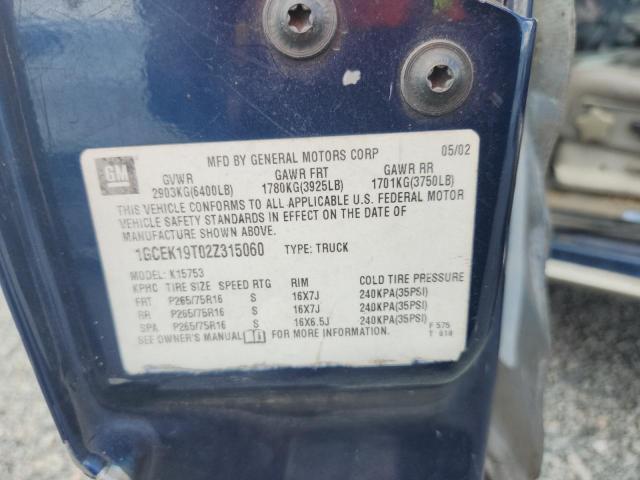 MFD BY GENERAL MOTORS CORP 05/02
GM
GVWR GAWR FRT GAWR RR
2903KG(6400LB) 1780KG(3925LB) 1701KG(3750LB)
THIS VEHICLE CONFORMS TO ALL APPLICABLE U.S. FEDERAL MOTOR
VEHICLE SAFETY STANDARDS IN EFFECT ON THE DATE OF
MANUFACTURE SHOWN ABOVE.
1GCEK19T02Z315060 TYPE: TRUCK
MODEL: K15753
KPHC TIRE SIZE SPEED RTG RIM COLD TIRE PRESSURE
FRT P265/75R16 S 16X7J 240KPA(35PSI)
RR P265/75R16 S 16X7J 240KPA(35PSI)
SPA P265/75R16 S 16X6.5J 240KPA(35PSI)
SEE OWNER'S MANUAL FOR MORE INFORMATION.
F 575
T 918